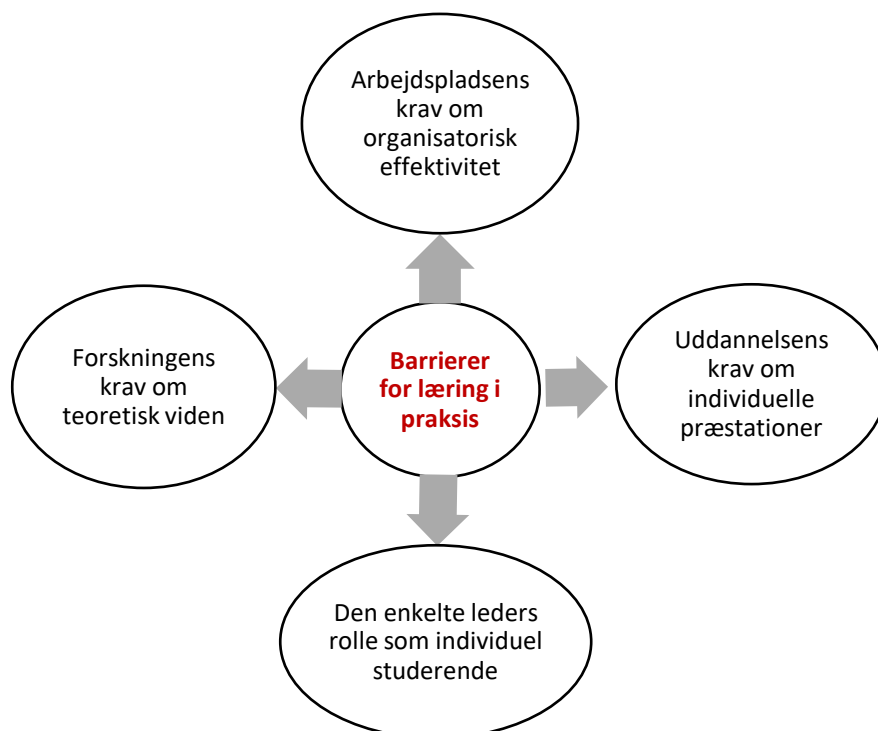 Arbejdspladsens
krav om
organisatorisk
effektivitet
Forskningens
krav om
teoretisk viden
Barrierer
for læring i
praksis
Uddannelsens
krav om
individuelle
præstationer
Den enkelte leders
rolle som individuel
studerende